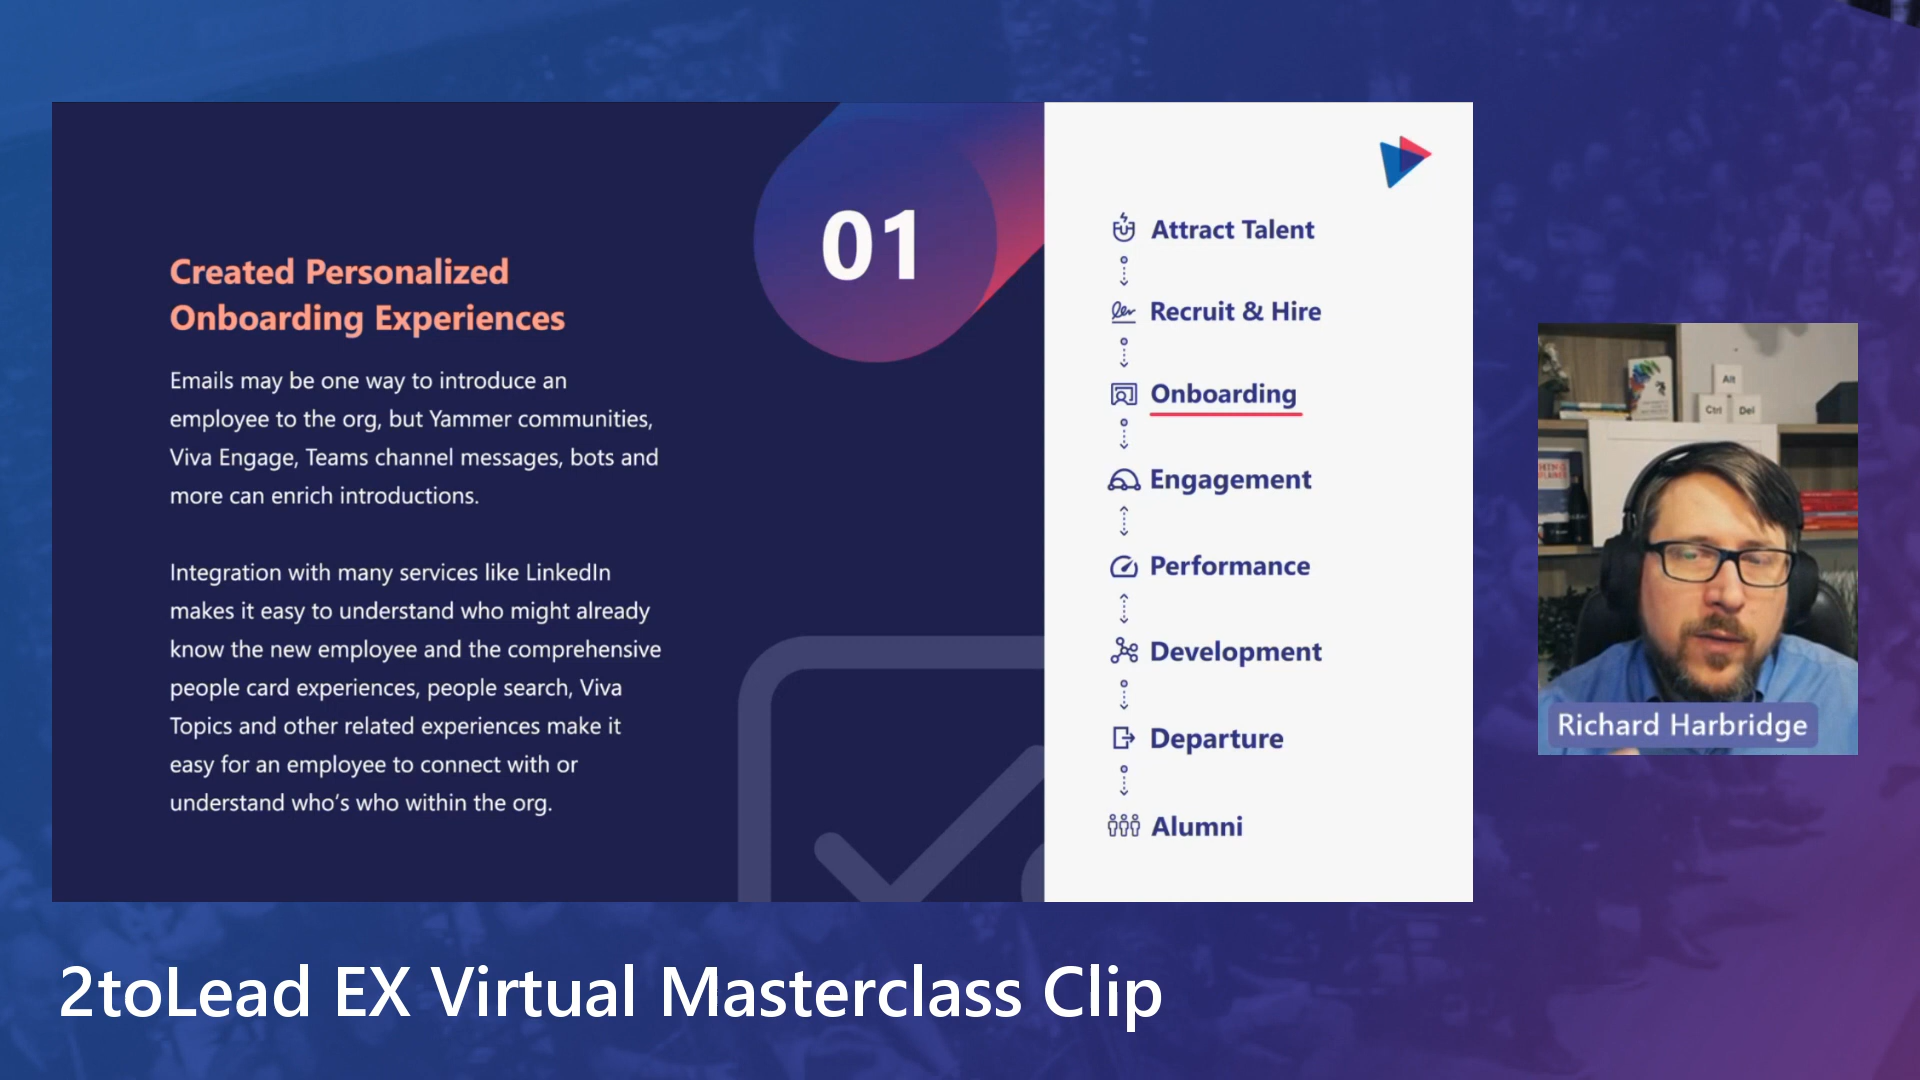 01
Created Personalized
Onboarding Experiences
Emails may be one way to introduce an
employee to the org, but Yammer communities,
Viva Engage, Teams channel messages, bots and
more can enrich introductions.
Integration with many services like LinkedIn
makes it easy to understand who might already
know the new employee and the comprehensive
people card experiences, people search, Viva
Topics and other related experiences make it
easy for an employee to connect with or
understand who's who within the org.
Attract Talent
Recruit & Hire
Onboarding
Engagement
Performance
Development
Departure
Alumni
Alt
Ctrl Del
Richard Harbridge
2toLead EX Virtual Masterclass Clip